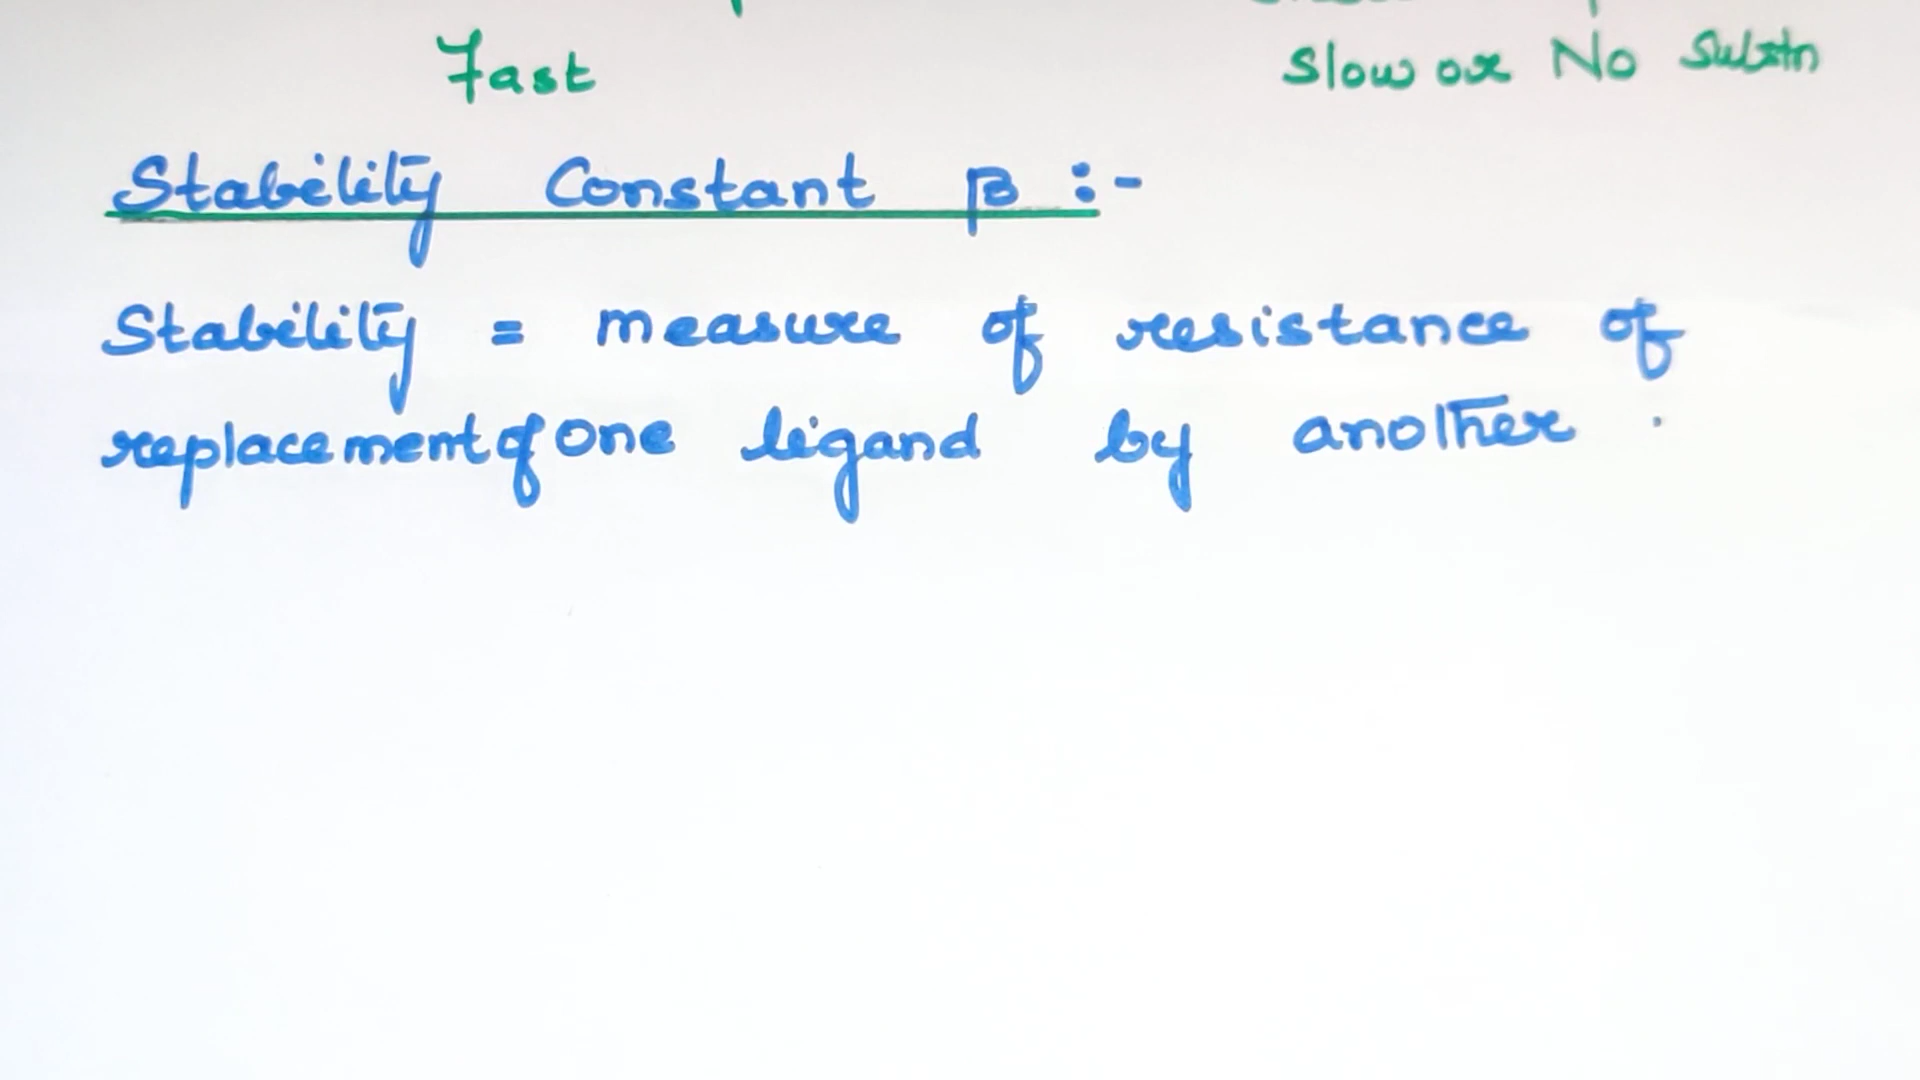 Fast
Slow or No Substn
Stability Constant β :-
Stability = measure of resistance of
replacement of one ligand by another .